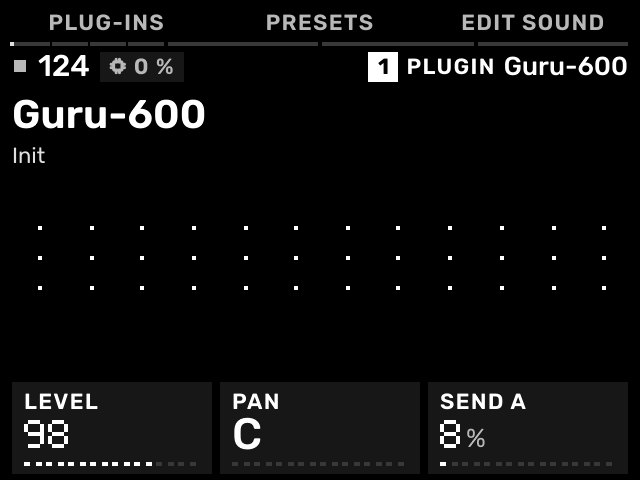 PLUG-INS PRESETS EDIT SOUND
124 0 % 1 PLUGIN Guru-600
Guru-600
Init
LEVEL PAN SEND A
98 C 8 %